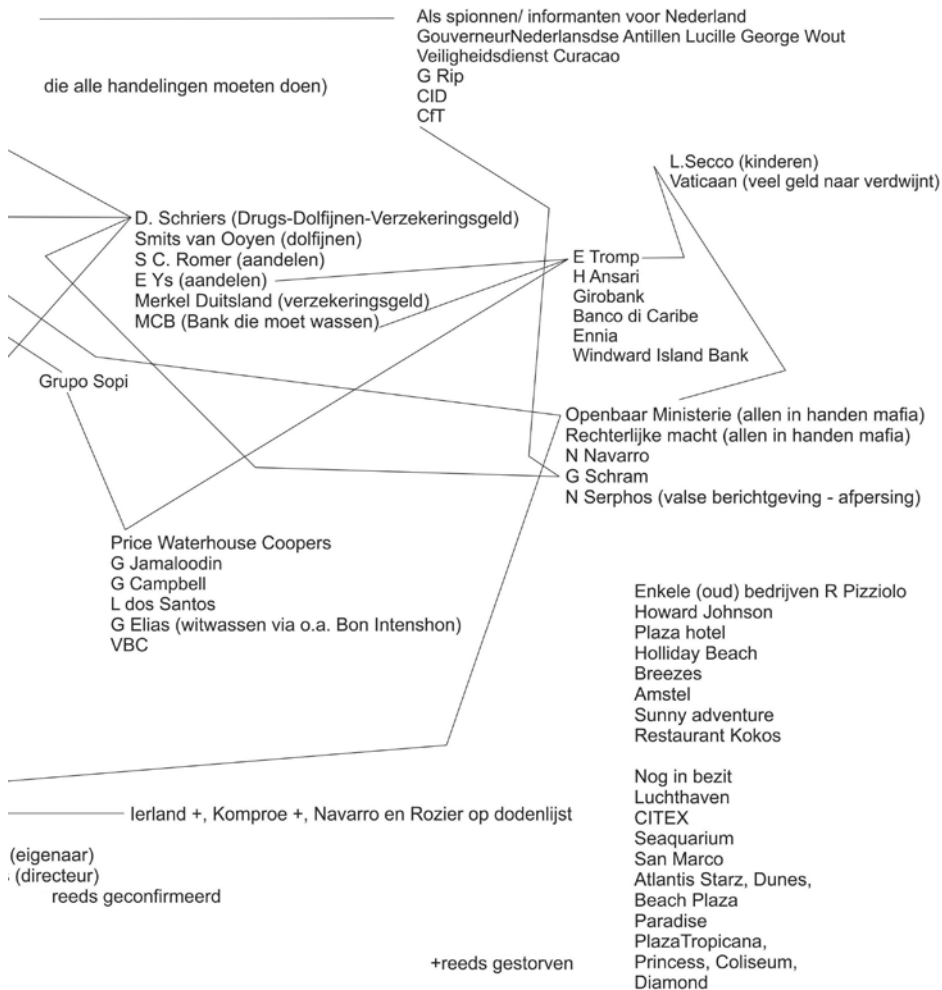 Als spionnen/ informanten voor Nederland
GouverneurNederlansdse Antillen Lucille George Wout
Veiligheidsdienst Curacao
G Rip
CID
CfT
die alle handelingen moeten doen)
L.Secco (kinderen)
Vaticaan (veel geld naar verdwijnt)
D. Schriers (Drugs-Dolfijnen-Verzekeringsgeld)
Smits van Ooyen (dolfijnen)
S C. Romer (aandelen)
E Ys (aandelen)
Merkel Duitsland (verzekeringsgeld)
MCB (Bank die moet wassen)
E Tromp
H Ansari
Girobank
Banco di Caribe
Ennia
Windward Island Bank
Grupo Sopi
Openbaar Ministerie (allen in handen mafia)
Rechterlijke macht (allen in handen mafia)
N Navarro
G Schram
N Serphos (valse berichtgeving - afpersing)
Price Waterhouse Coopers
G Jamaloodin
G Campbell
L dos Santos
G Elias (witwassen via o.a. Bon Intenshon)
VBC
Enkele (oud) bedrijven R Pizziolo
Howard Johnson
Plaza hotel
Holliday Beach
Breezes
Amstel
Sunny adventure
Restaurant Kokos
Nog in bezit
Luchthaven
CITEX
Seaquarium
San Marco
Atlantis Starz, Dunes,
Beach Plaza
Paradise
PlazaTropicana,
Princess, Coliseum,
Diamond
Ierland +, Komproe +, Navarro en Rozier op dodenlijst
(eigenaar)
(directeur)
reeds geconfirmeerd
+reeds gestorven